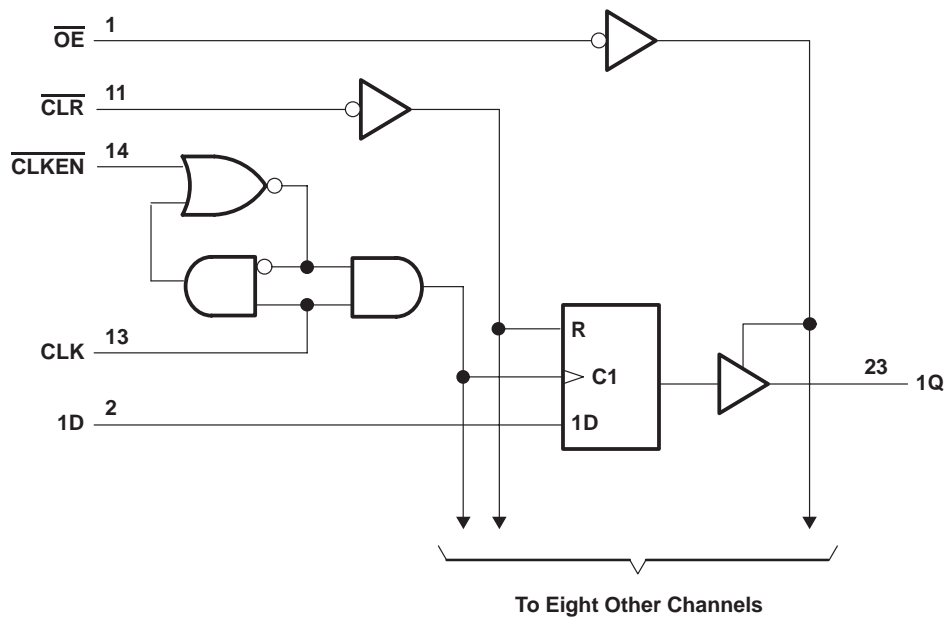 OE 1
CLR 11
CLKEN 14
CLK 13
1D 2
R
C1
1D
23 1Q
To Eight Other Channels